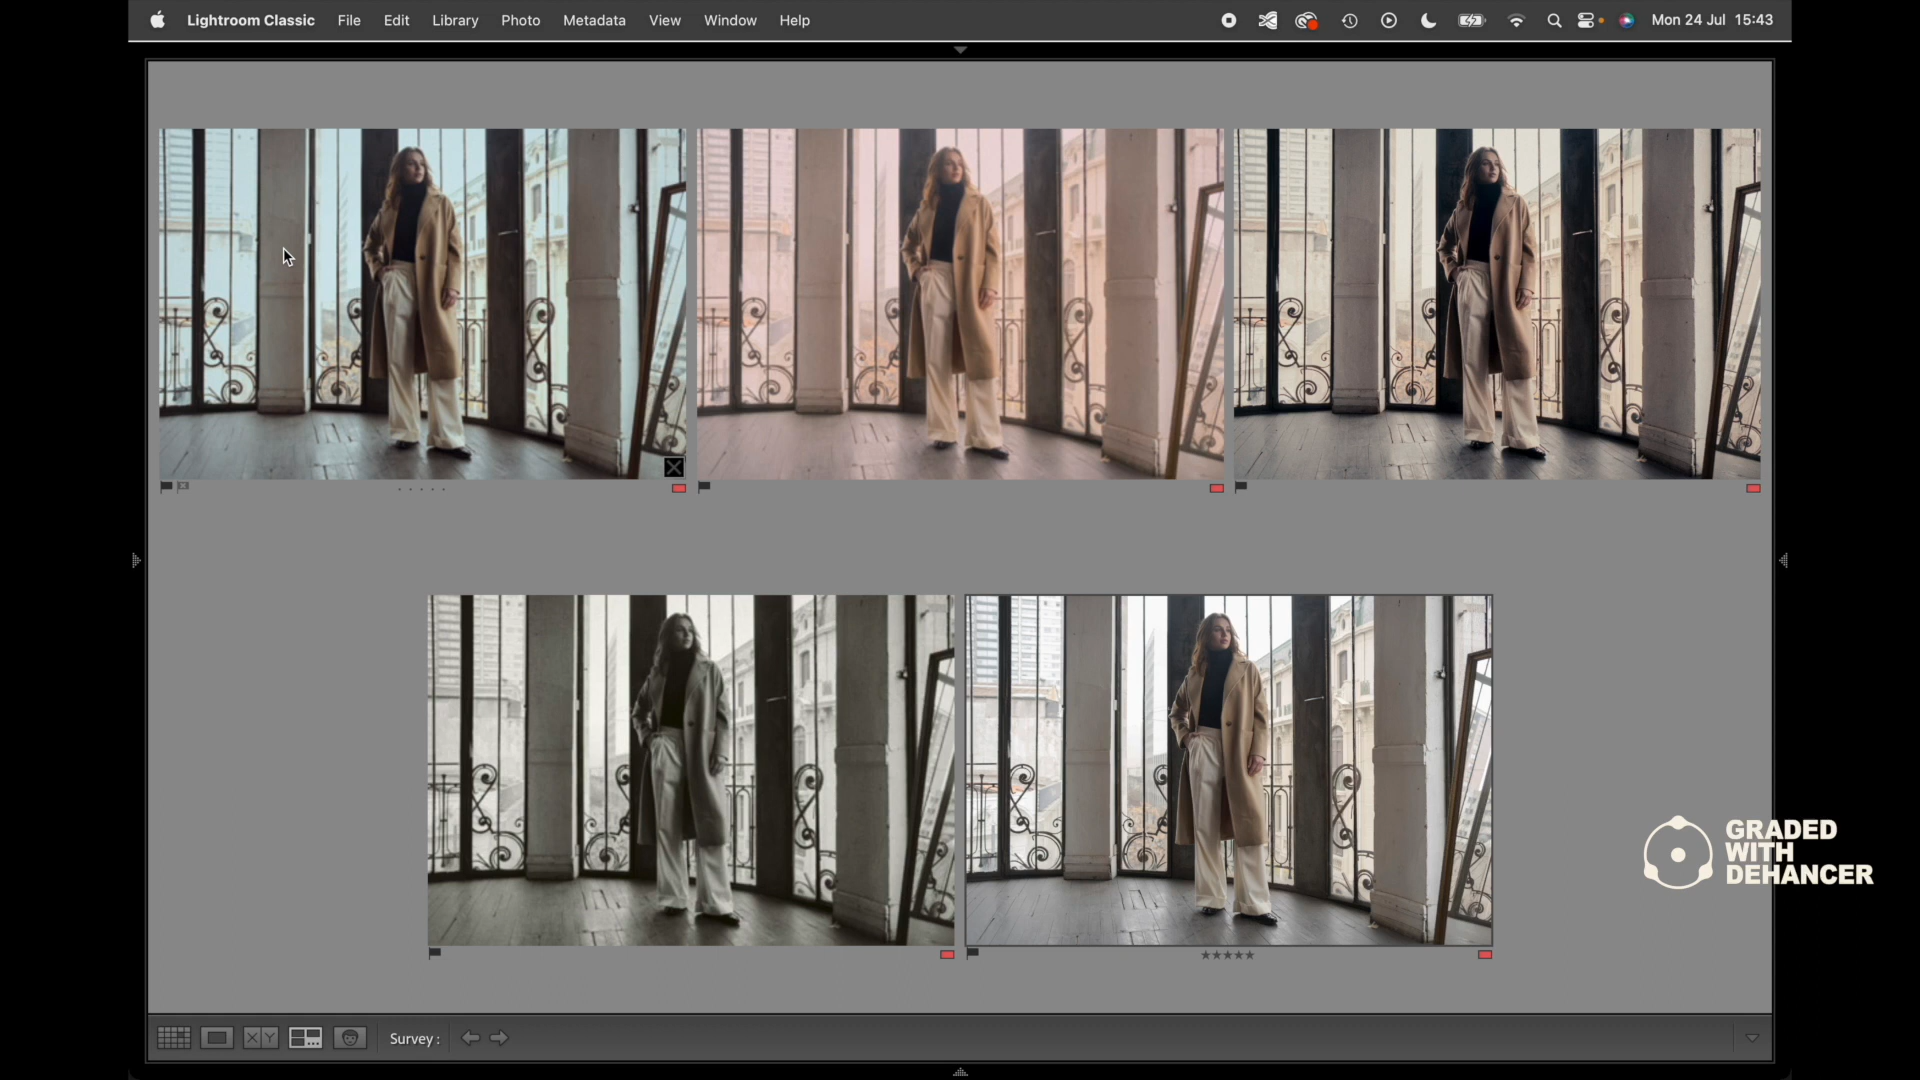 Lightroom Classic File Edit Library Photo Metadata View Window Help Mon 24 Jul 15:43
GRADED
WITH
DEHANCER
X Y Survey :